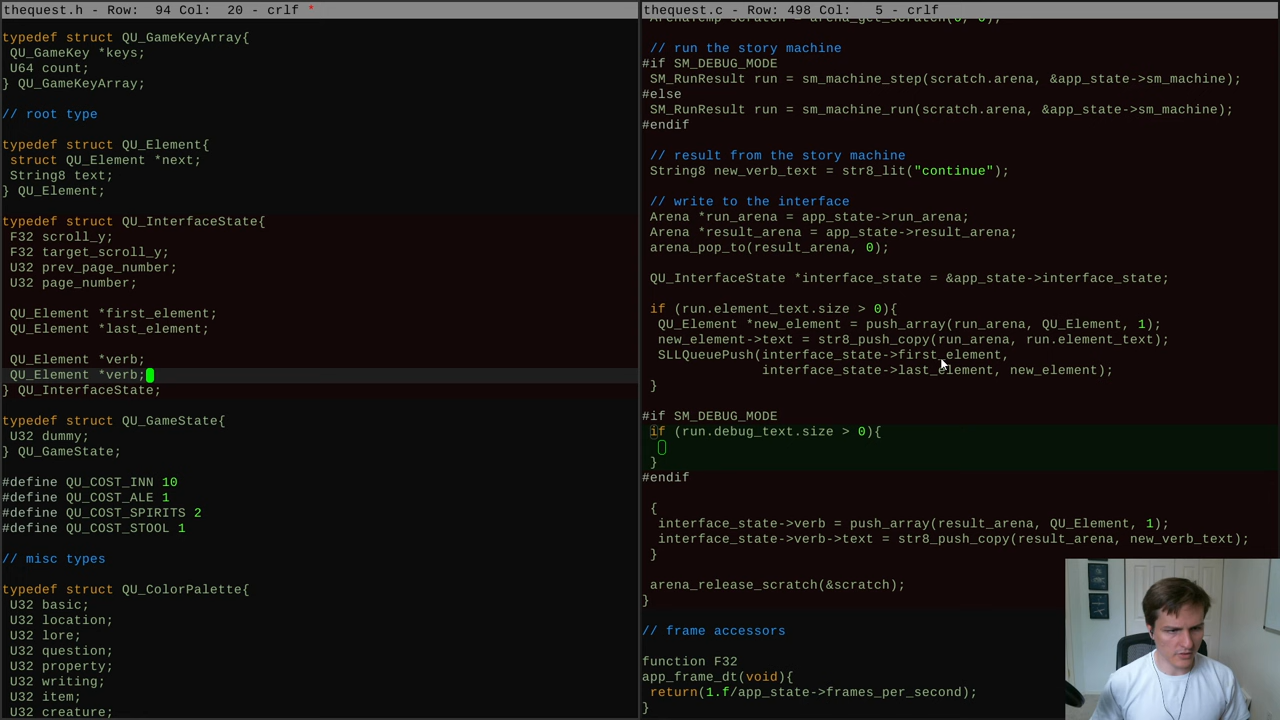 thequest.h - Row:  94 Col:  20 - crlf *
typedef struct QU_GameKeyArray{
QU_GameKey *keys;
U64 count;
} QU_GameKeyArray;
// root type
typedef struct QU_Element{
struct QU_Element *next;
String8 text;
} QU_Element;
typedef struct QU_InterfaceState{
F32 scroll_y;
F32 target_scroll_y;
U32 prev_page_number;
U32 page_number;
QU_Element *first_element;
QU_Element *last_element;
QU_Element *verb;
QU_Element *verb;
} QU_InterfaceState;
typedef struct QU_GameState{
U32 dummy;
} QU_GameState;
#define QU_COST_INN 10
#define QU_COST_ALE 1
#define QU_COST_SPIRITS 2
#define QU_COST_STOOL 1
// misc types
typedef struct QU_ColorPalette{
U32 basic;
U32 location;
U32 lore;
U32 question;
U32 property;
U32 writing;
U32 item;
U32 creature;
thequest.c - Row: 498 Col:   5 - crlf
// run the story machine
#if SM_DEBUG_MODE
SM_RunResult run = sm_machine_step(scratch.arena, &app_state->sm_machine);
#else
SM_RunResult run = sm_machine_run(scratch.arena, &app_state->sm_machine);
#endif
// result from the story machine
String8 new_verb_text = str8_lit("continue");
// write to the interface
Arena *run_arena = app_state->run_arena;
Arena *result_arena = app_state->result_arena;
arena_pop_to(result_arena, 0);
QU_InterfaceState *interface_state = &app_state->interface_state;
if (run.element_text.size > 0){
QU_Element *new_element = push_array(run_arena, QU_Element, 1);
new_element->text = str8_push_copy(run_arena, run.element_text);
SLLQueuePush(interface_state->first_element,
interface_state->last_element, new_element);
}
#if SM_DEBUG_MODE
if (run.debug_text.size > 0){
}
#endif
{
interface_state->verb = push_array(result_arena, QU_Element, 1);
interface_state->verb->text = str8_push_copy(result_arena, new_verb_text);
}
arena_release_scratch(&scratch);
}
// frame accessors
function F32
app_frame_dt(void){
return(1.f/app_state->frames_per_second);
}